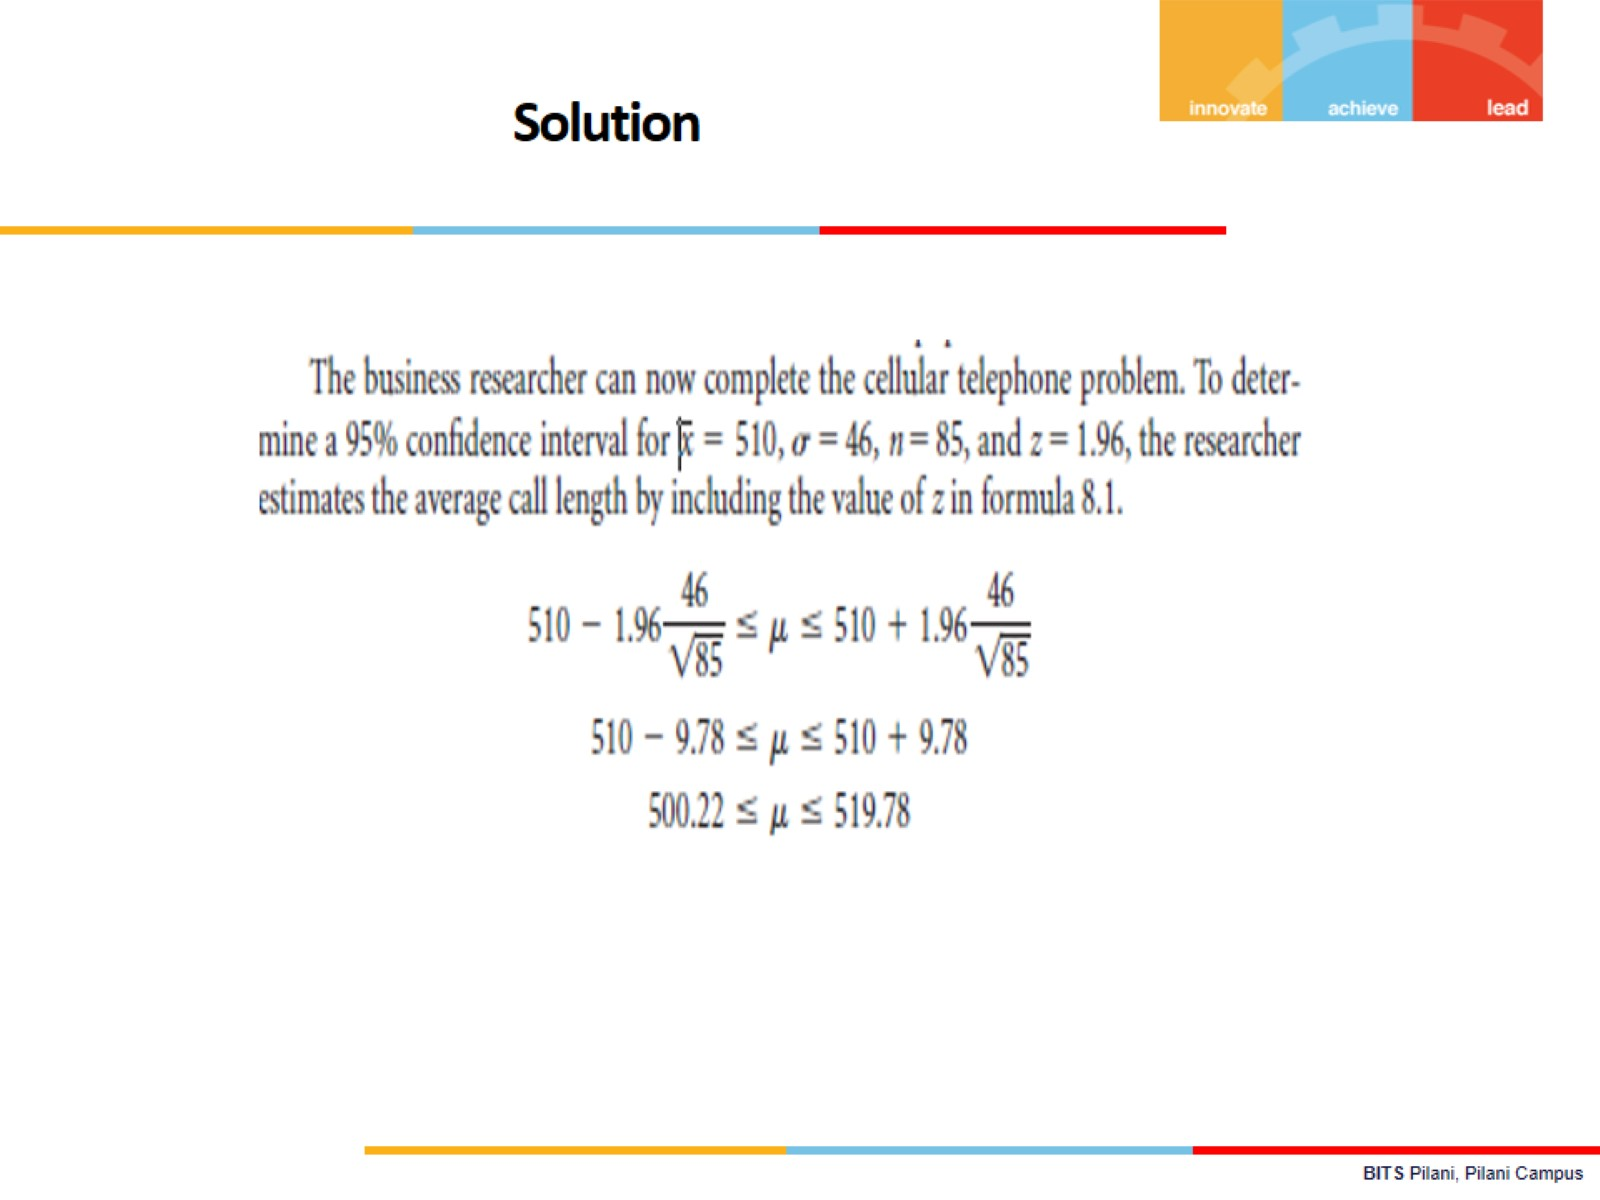 innovate achieve lead
Solution
The business researcher can now complete the cellular telephone problem. To deter-
mine a 95% confidence interval for x̄ = 510, σ = 46, n = 85, and z = 1.96, the researcher
estimates the average call length by including the value of z in formula 8.1.
510 − 1.96 46/√85 ≤ μ ≤ 510 + 1.96 46/√85
510 − 9.78 ≤ μ ≤ 510 + 9.78
500.22 ≤ μ ≤ 519.78
BITS Pilani, Pilani Campus